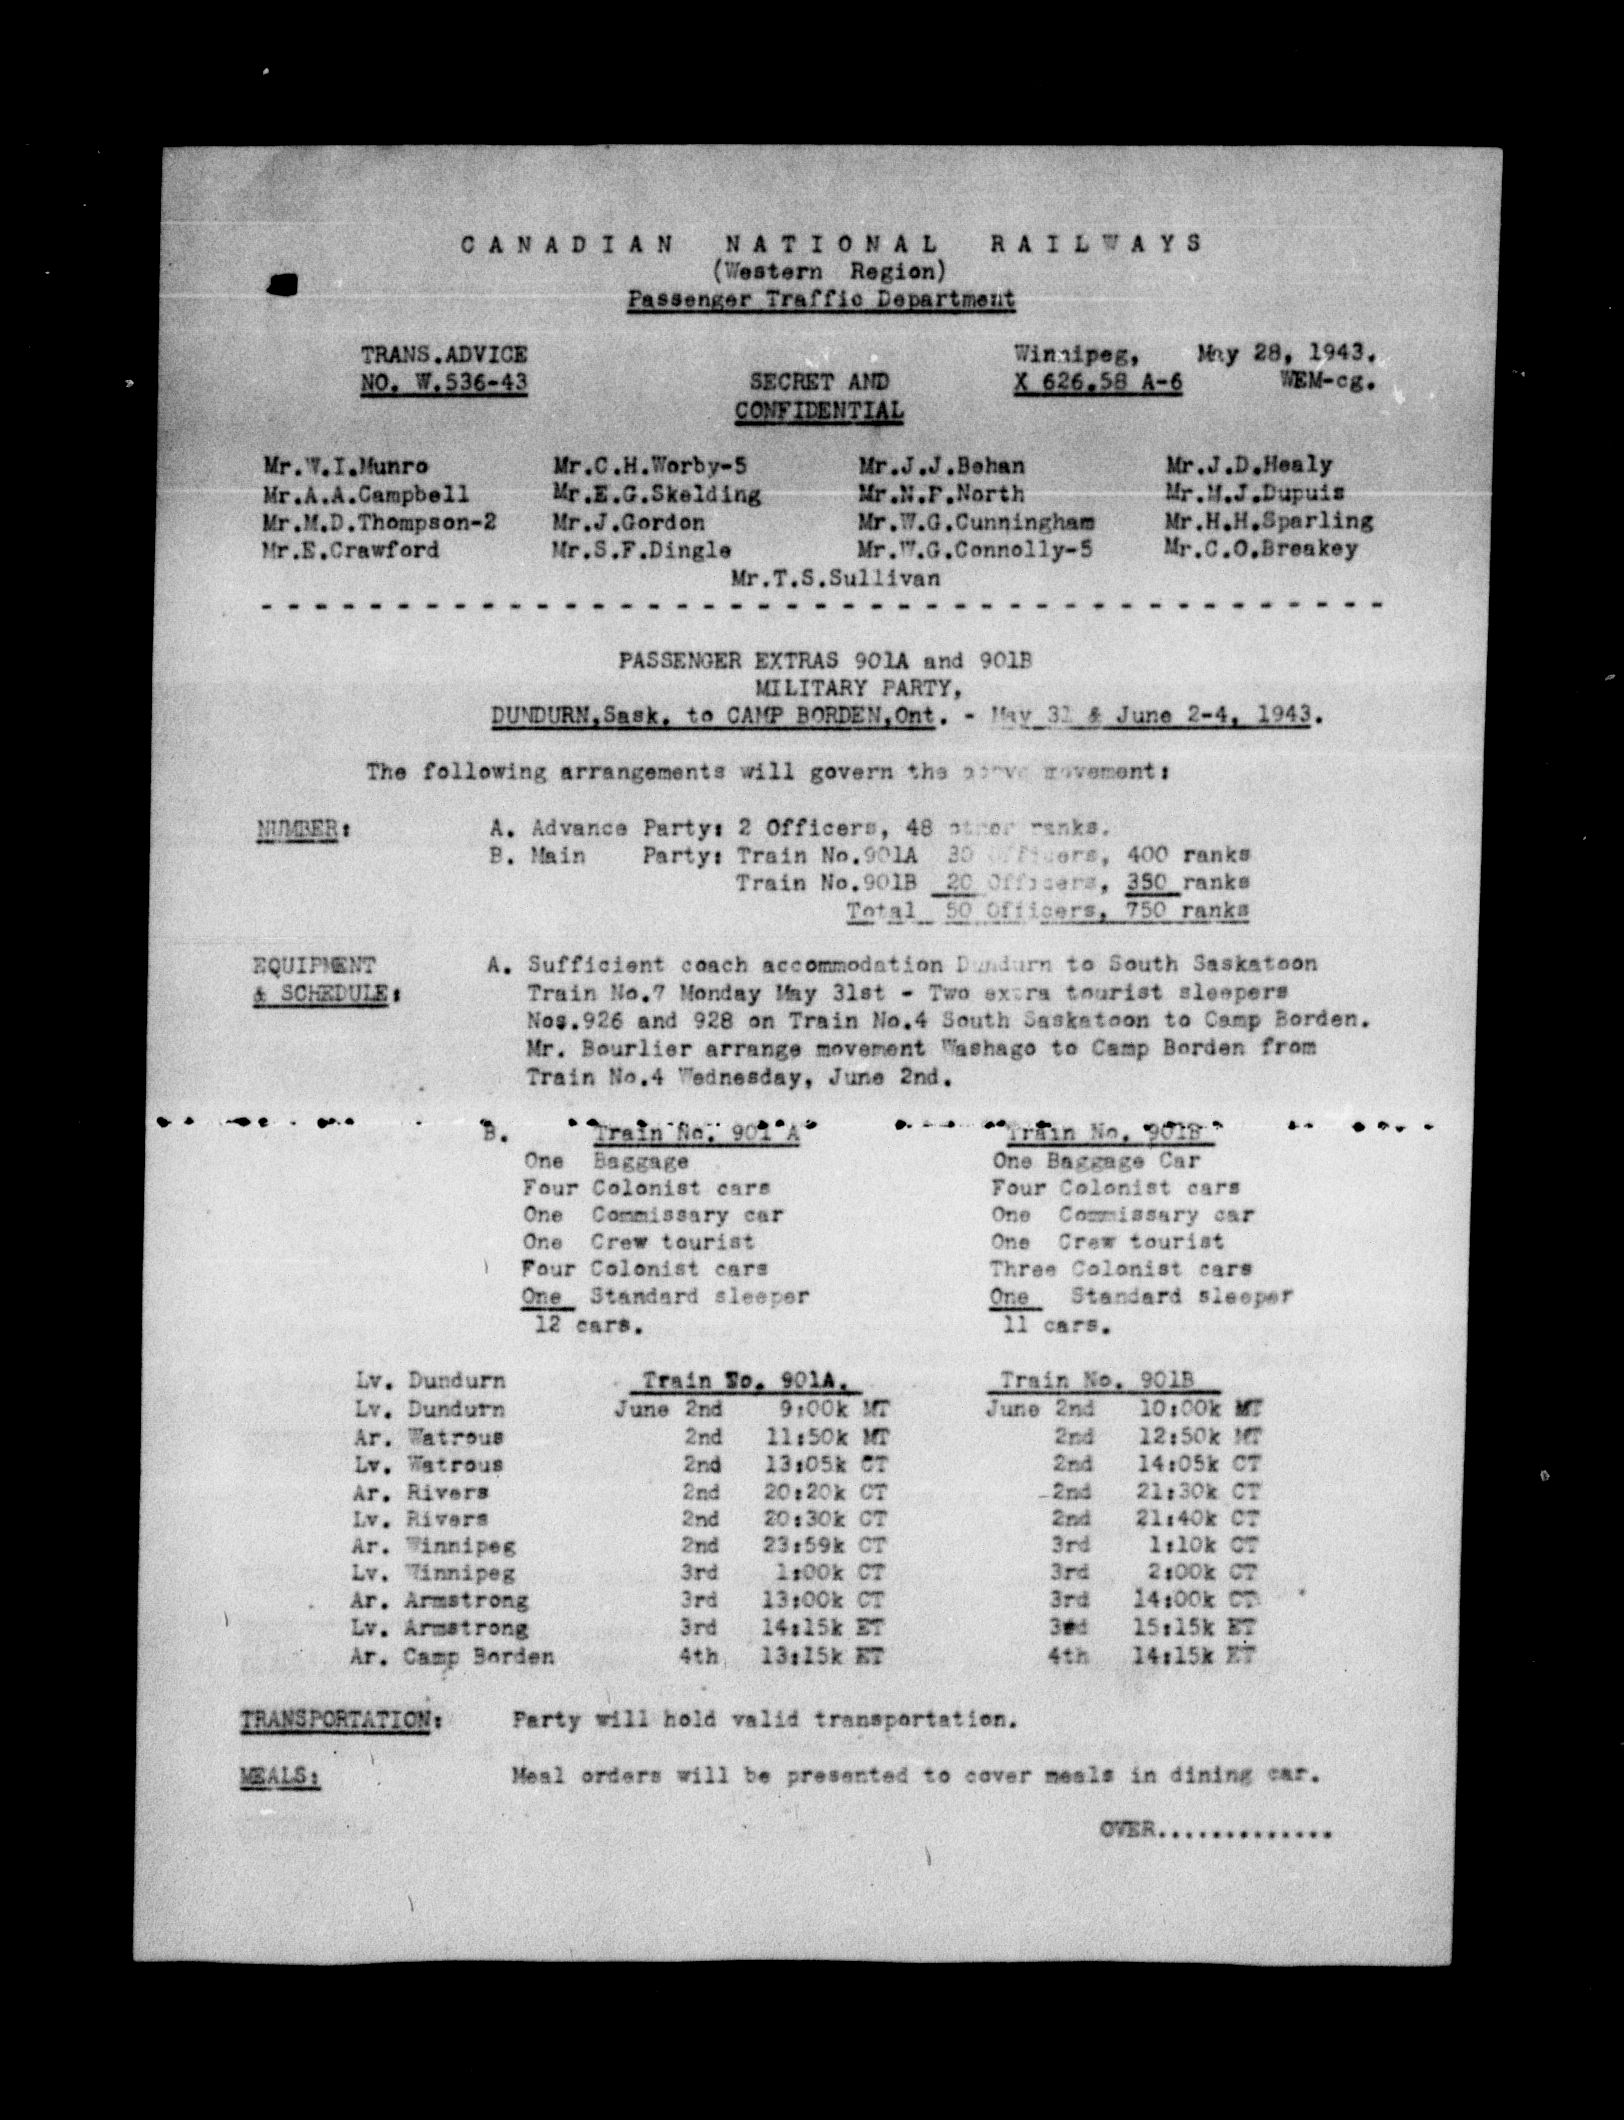 CANADIAN NATIONAL RAILWAYS
(Western Region)
Passenger Traffic Department
TRANS.ADVICE Winnipeg, May 28, 1943.
NO. W.536-43 SECRET AND X 626.58 A-6 WEM-cg.
CONFIDENTIAL
Mr.W.I.Munro Mr.C.H.Worby-5 Mr.J.J.Behan Mr.J.D.Healy
Mr.A.A.Campbell Mr.E.G.Skelding Mr.N.P.North Mr.M.J.Dupuis
Mr.M.D.Thompson-2 Mr.J.Gordon Mr.W.G.Cunningham Mr.H.H.Sparling
Mr.E.Crawford Mr.S.F.Dingle Mr.W.G.Connolly-5 Mr.C.O.Breakey
Mr.T.S.Sullivan
- - - - - - - - - - - - - - - - - - - - - - - - - - - - - - - - - - - - - - - - -
PASSENGER EXTRAS 901A and 901B
MILITARY PARTY,
DUNDURN,Sask. to CAMP BORDEN,Ont. - May 31 & June 2-4, 1943.
The following arrangements will govern the above movement:
NUMBER: A. Advance Party: 2 Officers, 48 other ranks.
B. Main Party: Train No.901A 30 Officers, 400 ranks
Train No.901B 20 Officers, 350 ranks
Total 50 Officers, 750 ranks
EQUIPMENT A. Sufficient coach accommodation Dundurn to South Saskatoon
& SCHEDULE: Train No.7 Monday May 31st - Two extra tourist sleepers
Nos.926 and 928 on Train No.4 South Saskatoon to Camp Borden.
Mr. Bourlier arrange movement Washago to Camp Borden from
Train No.4 Wednesday, June 2nd.
B. Train No. 901 A Train No. 901B
One Baggage One Baggage Car
Four Colonist cars Four Colonist cars
One Commissary car One Commissary car
One Crew tourist One Crew tourist
Four Colonist cars Three Colonist cars
One Standard sleeper One Standard sleeper
12 cars. 11 cars.
Lv. Dundurn Train No. 901A. Train No. 901B
Lv. Dundurn June 2nd 9:00k MT June 2nd 10:00k MT
Ar. Watrous 2nd 11:50k MT 2nd 12:50k MT
Lv. Watrous 2nd 13:05k CT 2nd 14:05k CT
Ar. Rivers 2nd 20:20k CT 2nd 21:30k CT
Lv. Rivers 2nd 20:30k CT 2nd 21:40k CT
Ar. Winnipeg 2nd 23:59k CT 3rd 1:10k CT
Lv. Winnipeg 3rd 1:00k CT 3rd 2:00k CT
Ar. Armstrong 3rd 13:00k CT 3rd 14:00k CT
Lv. Armstrong 3rd 14:15k ET 3rd 15:15k ET
Ar. Camp Borden 4th 13:15k ET 4th 14:15k ET
TRANSPORTATION: Party will hold valid transportation.
MEALS: Meal orders will be presented to cover meals in dining car.
OVER.............